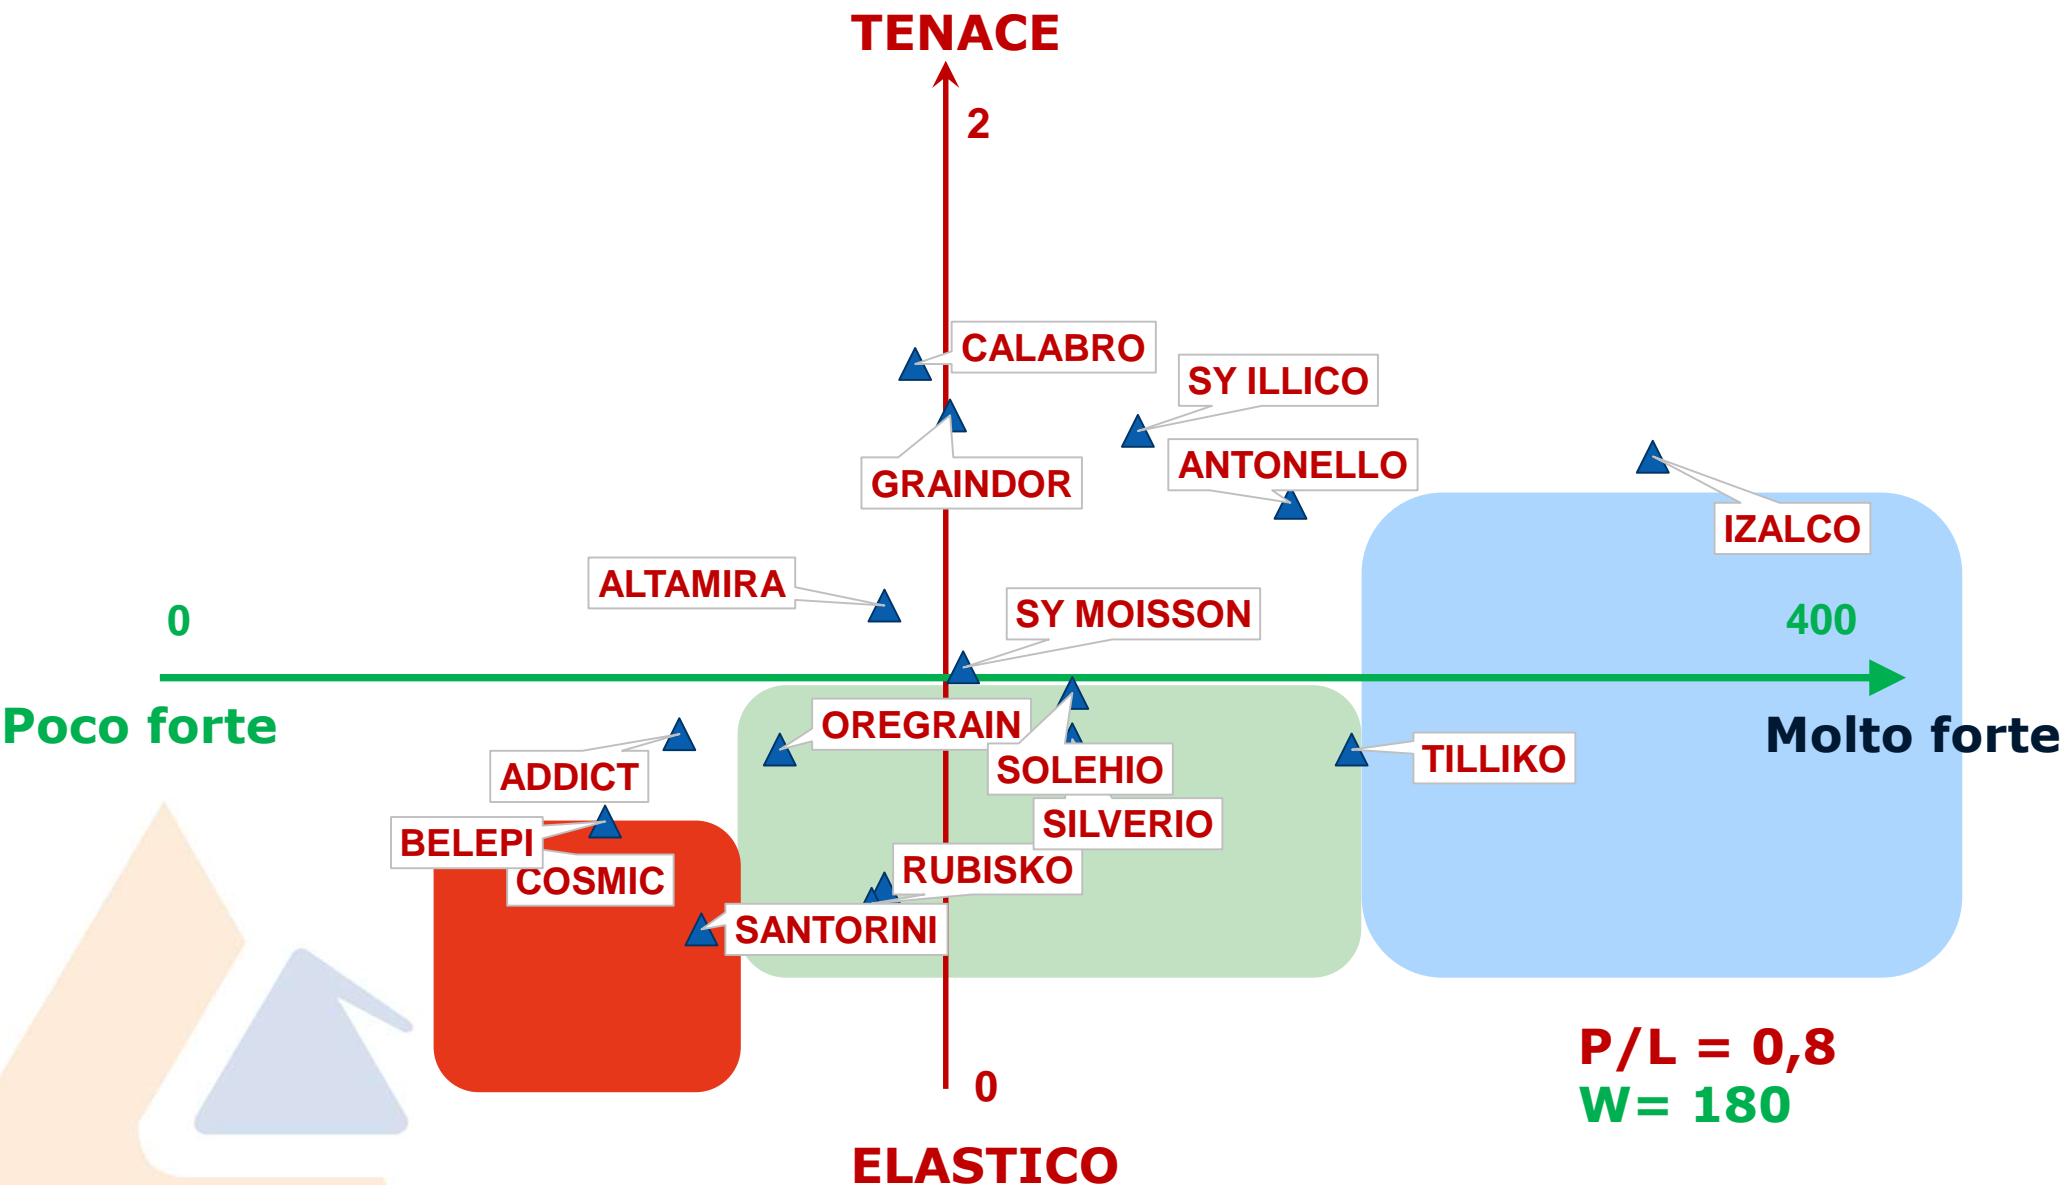 TENACE
2
CALABRO
SY ILLICO
ANTONELLO
GRAINDOR
IZALCO
ALTAMIRA
SY MOISSON
0
400
Poco forte
OREGRAIN
Molto forte
ADDICT
SOLEHIO
TILLIKO
SILVERIO
BELEPI
RUBISKO
COSMIC
SANTORINI
P/L = 0,8
0
W= 180
ELASTICO